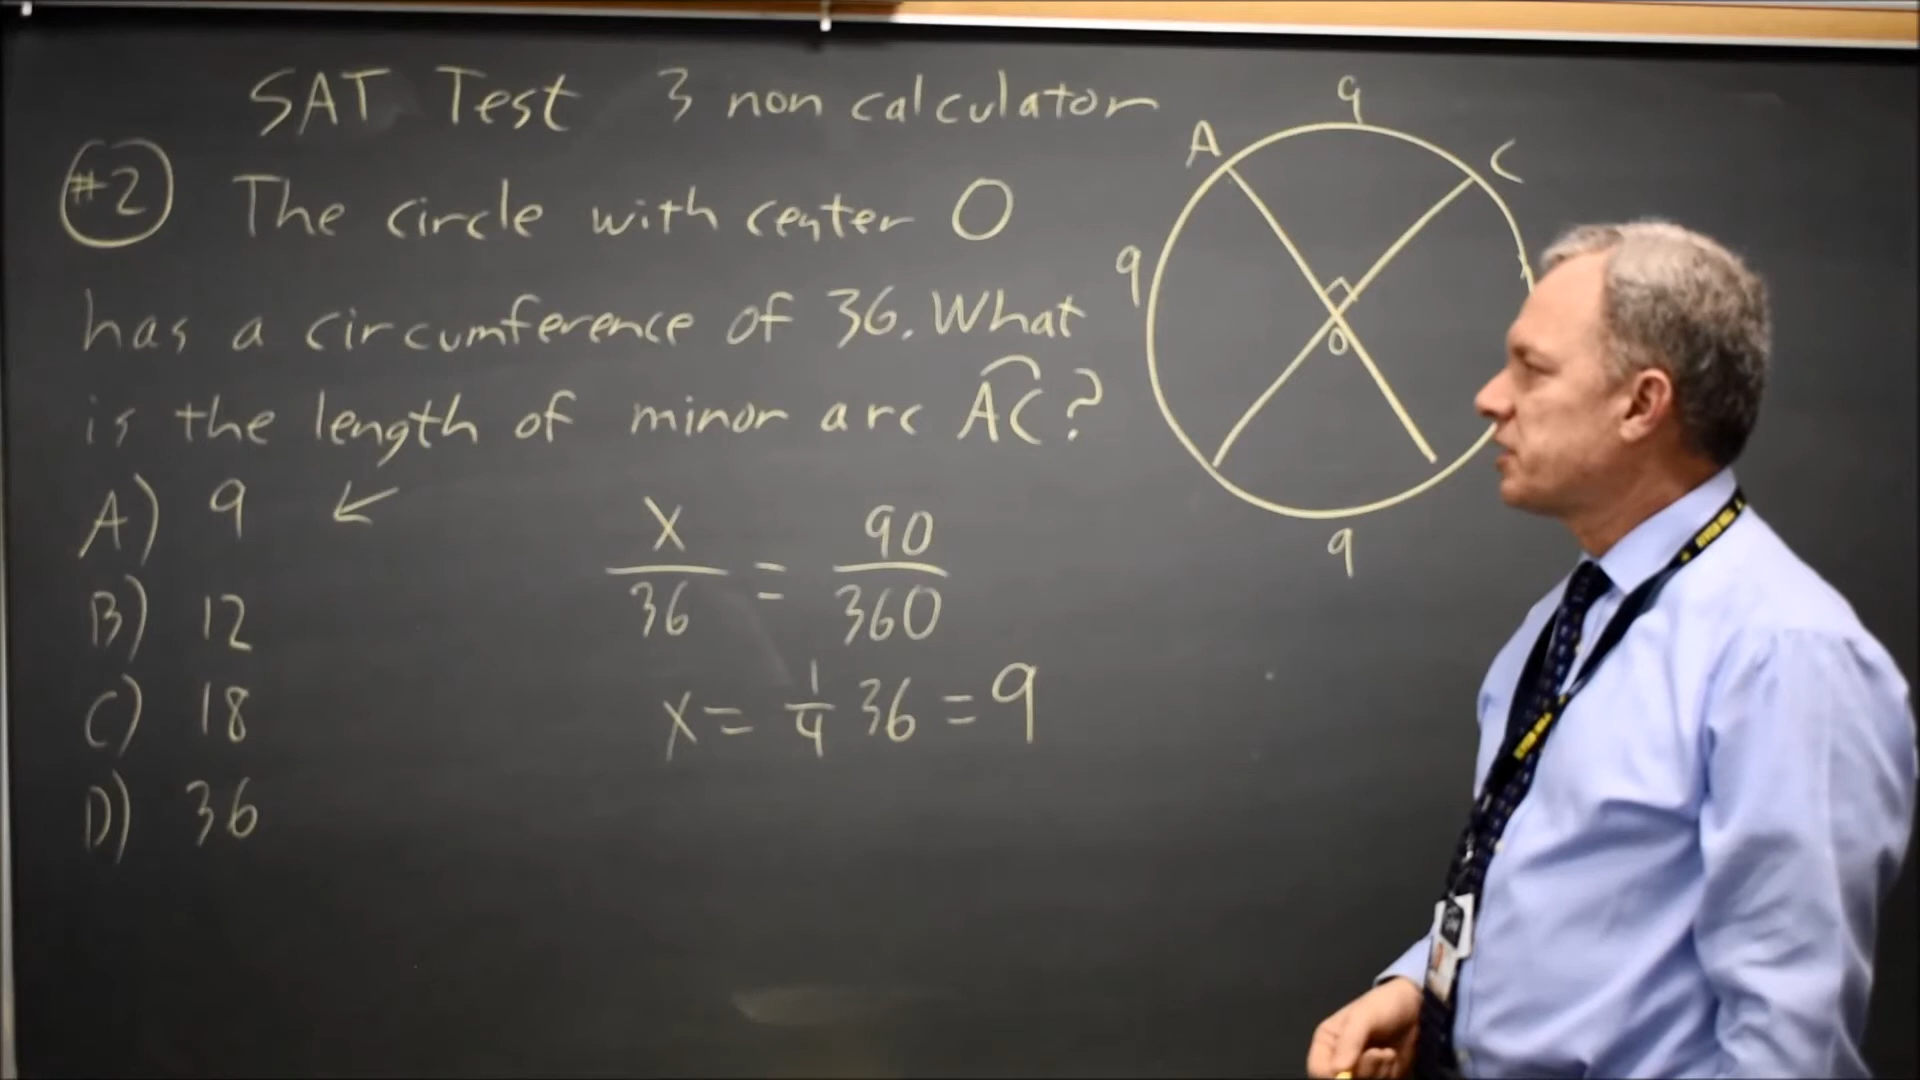 SAT Test 3 non calculator
#2 The circle with center O
has a circumference of 36. What
is the length of minor arc AC?
A) 9 ←
B) 12
C) 18
D) 36
x/36 = 90/360
x = 1/4 36 = 9
9
A
C
9
O
9